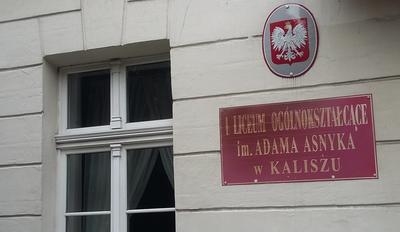 I LICEUM OGÓLNOKSZTAŁCĄCE
im. ADAMA ASNYKA
w KALISZU